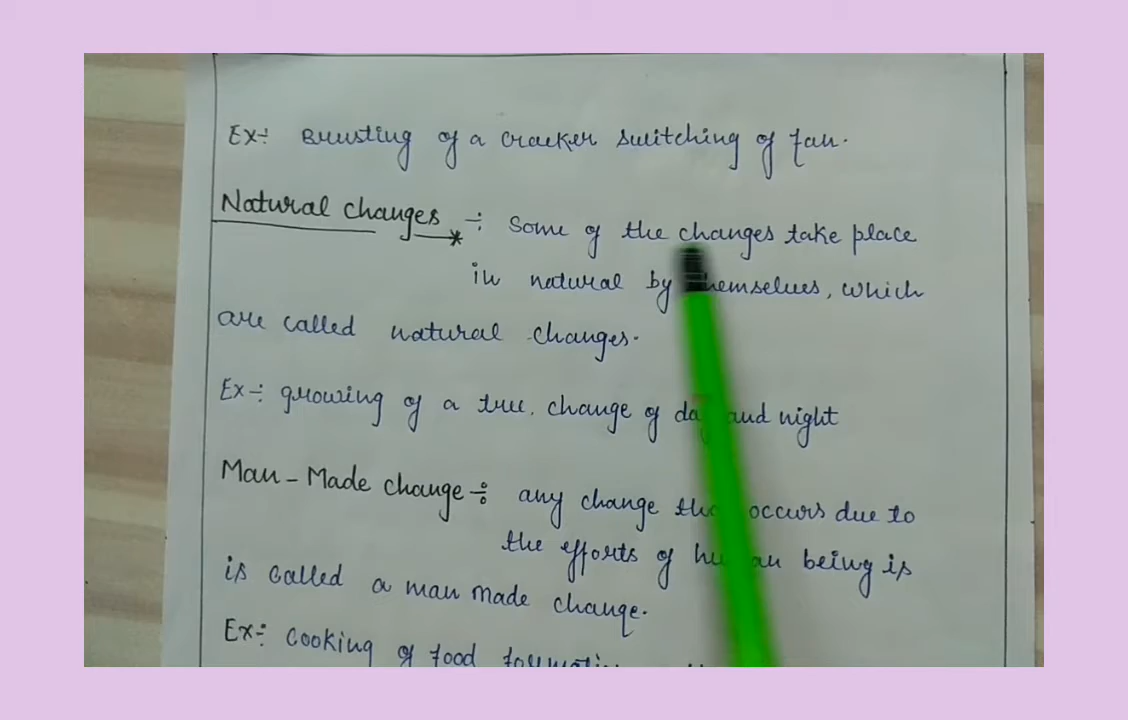 Ex÷ Bursting of a cracker switching of fan.
Natural changes ÷ Some of the changes take place
in natural by themselves, which
are called natural changes.
Ex÷ growing of a tree, change of day and night
Man-Made change ÷ any change that occurs due to
the efforts of human being is
is called a man made change.
Ex÷ Cooking of food